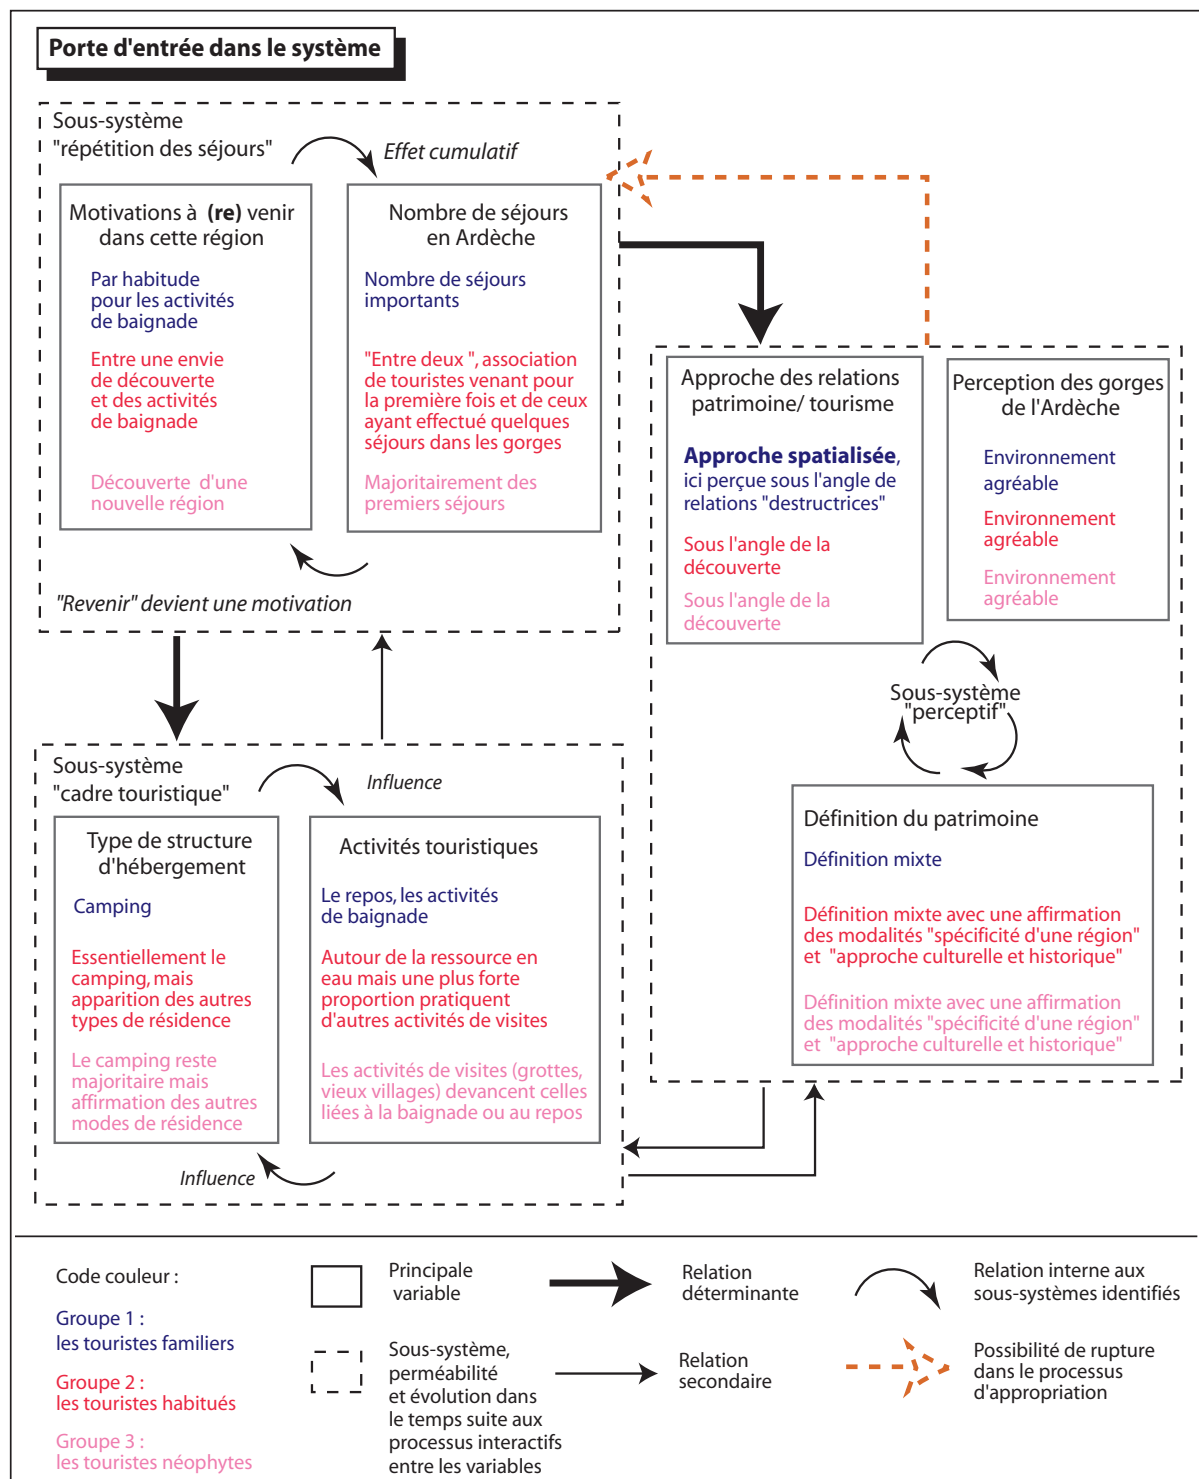 Porte d'entrée dans le système
Sous-système
"répétition des séjours"
Effet cumulatif
Motivations à (re) venir
dans cette région
Par habitude
pour les activités
de baignade
Entre une envie
de découverte
et des activités
de baignade
Découverte d'une
nouvelle région
Nombre de séjours
en Ardèche
Nombre de séjours
importants
"Entre deux ", association
de touristes venant pour
la première fois et de ceux
ayant effectué quelques
séjours dans les gorges
Majoritairement des
premiers séjours
"Revenir" devient une motivation
Approche des relations
patrimoine/ tourisme
Approche spatialisée,
ici perçue sous l'angle de
relations "destructrices"
Sous l'angle de la
découverte
Sous l'angle de la
découverte
Perception des gorges
de l'Ardèche
Environnement
agréable
Environnement
agréable
Environnement
agréable
Sous-système
"perceptif"
Définition du patrimoine
Définition mixte
Définition mixte avec une affirmation
des modalités "spécificité d'une région"
et "approche culturelle et historique"
Définition mixte avec une affirmation
des modalités "spécificité d'une région"
et "approche culturelle et historique"
Sous-système
"cadre touristique"
Influence
Type de structure
d'hébergement
Camping
Essentiellement le
camping, mais
apparition des autres
types de résidence
Le camping reste
majoritaire mais
affirmation des autres
modes de résidence
Activités touristiques
Le repos, les activités
de baignade
Autour de la ressource en
eau mais une plus forte
proportion pratiquent
d'autres activités de visites
Les activités de visites (grottes,
vieux villages) devancent celles
liées à la baignade ou au repos
Influence
Code couleur :
Groupe 1 :
les touristes familiers
Groupe 2 :
les touristes habitués
Groupe 3 :
les touristes néophytes
Principale
variable
Sous-système,
perméabilité
et évolution dans
le temps suite aux
processus interactifs
entre les variables
Relation
déterminante
Relation
secondaire
Relation interne aux
sous-systèmes identifiés
Possibilité de rupture
dans le processus
d'appropriation